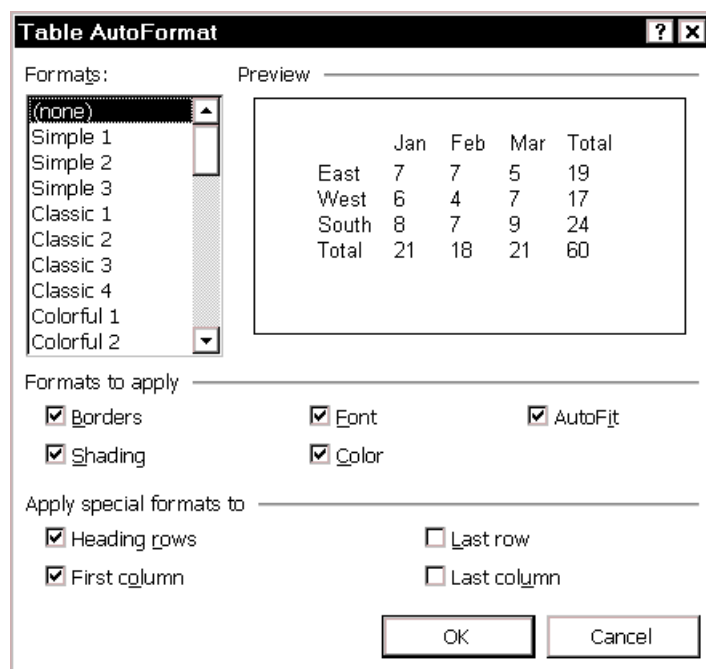 Table AutoFormat ? ×
Formats: Preview
(none)
Simple 1
Simple 2
Simple 3
Classic 1
Classic 2
Classic 3
Classic 4
Colorful 1
Colorful 2
Jan Feb Mar Total
East 7 7 5 19
West 6 4 7 17
South 8 7 9 24
Total 21 18 21 60
Formats to apply
Borders Font AutoFit
Shading Color
Apply special formats to
Heading rows Last row
First column Last column
OK Cancel